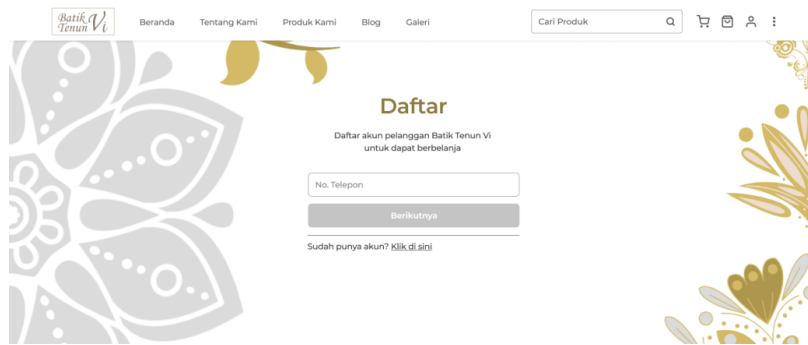 Batik Vi
Tenun
Beranda
Tentang Kami
Produk Kami
Blog
Galeri
Cari Produk
Daftar
Daftar akun pelanggan Batik Tenun Vi
untuk dapat berbelanja
No. Telepon
Berikutnya
Sudah punya akun? Klik di sini